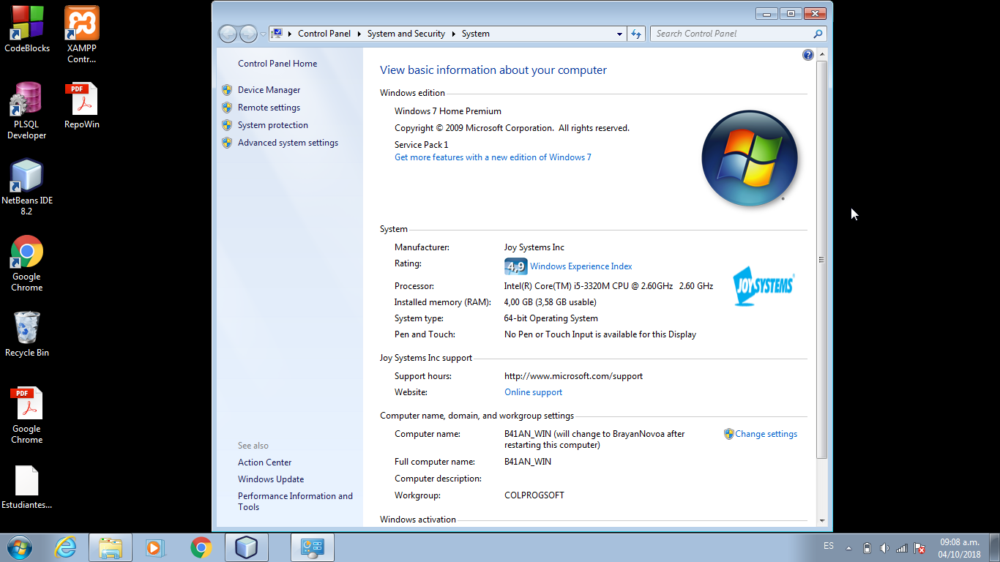 CodeBlocks
XAMPP
Contr...
PLSQL
Developer
PDF
RepoWin
NetBeans IDE
8.2
Google
Chrome
Recycle Bin
PDF
Google
Chrome
Estudiantes...
Control Panel
System and Security
System
Search Control Panel
Control Panel Home
Device Manager
Remote settings
System protection
Advanced system settings
See also
Action Center
Windows Update
Performance Information and
Tools
View basic information about your computer
Windows edition
Windows 7 Home Premium
Copyright © 2009 Microsoft Corporation.  All rights reserved.
Service Pack 1
Get more features with a new edition of Windows 7
System
Manufacturer: Joy Systems Inc
Rating: 4,9 Windows Experience Index
Processor: Intel(R) Core(TM) i5-3320M CPU @ 2.60GHz   2.60 GHz
Installed memory (RAM): 4,00 GB (3,58 GB usable)
System type: 64-bit Operating System
Pen and Touch: No Pen or Touch Input is available for this Display
JOY SYSTEMS
Joy Systems Inc support
Support hours: http://www.microsoft.com/support
Website: Online support
Computer name, domain, and workgroup settings
Computer name: B41AN_WIN (will change to BrayanNovoa after
restarting this computer)
Change settings
Full computer name: B41AN_WIN
Computer description:
Workgroup: COLPROGSOFT
Windows activation
ES
09:08 a.m.
04/10/2018